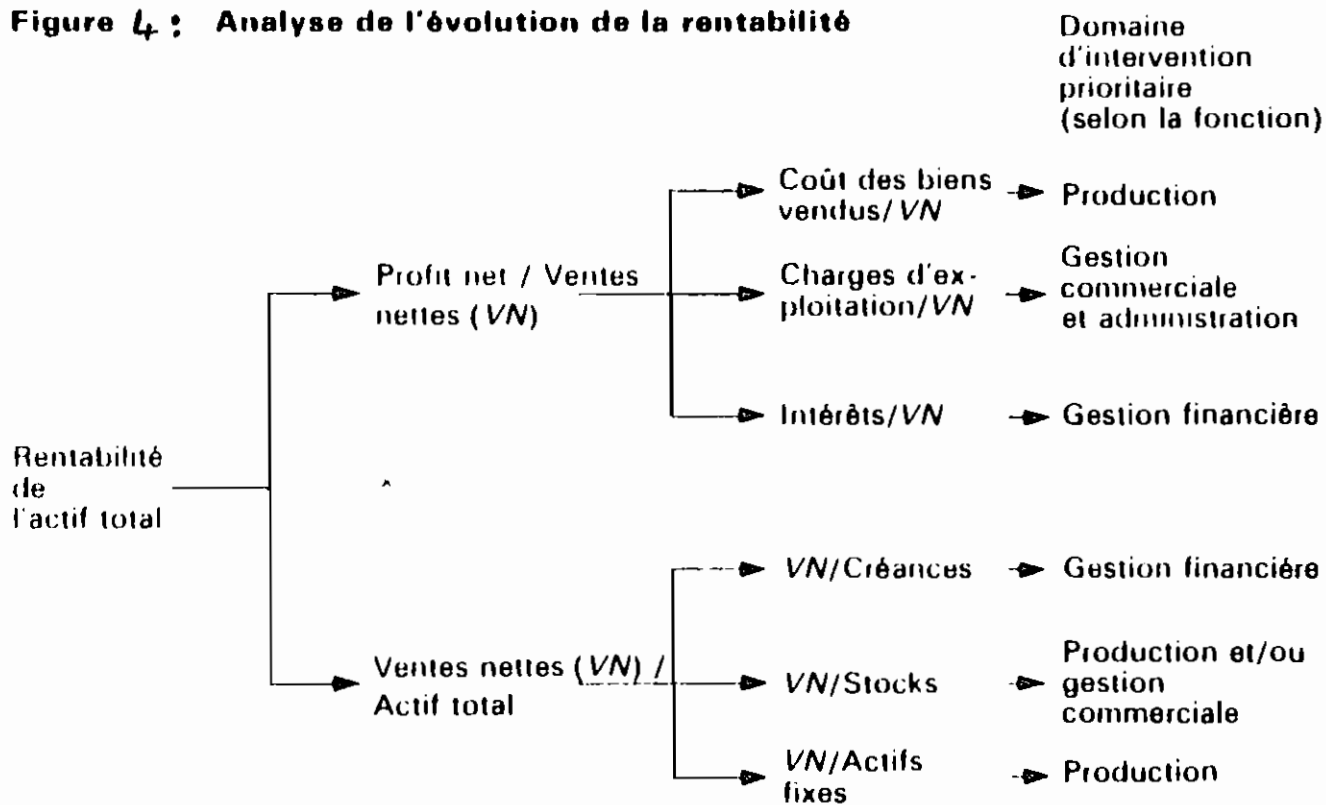 Figure 4 : Analyse de l'évolution de la rentabilité
Domaine
d'intervention
prioritaire
(selon la fonction)
Coût des biens
vendus/VN
Production
Profit net / Ventes
nettes (VN)
Charges d'ex-
ploitation/VN
Gestion
commerciale
et administration
Intérêts/VN
Gestion financière
Rentabilité
de
l'actif total
VN/Créances
Gestion financière
Ventes nettes (VN) /
Actif total
VN/Stocks
Production et/ou
gestion
commerciale
VN/Actifs
fixes
Production